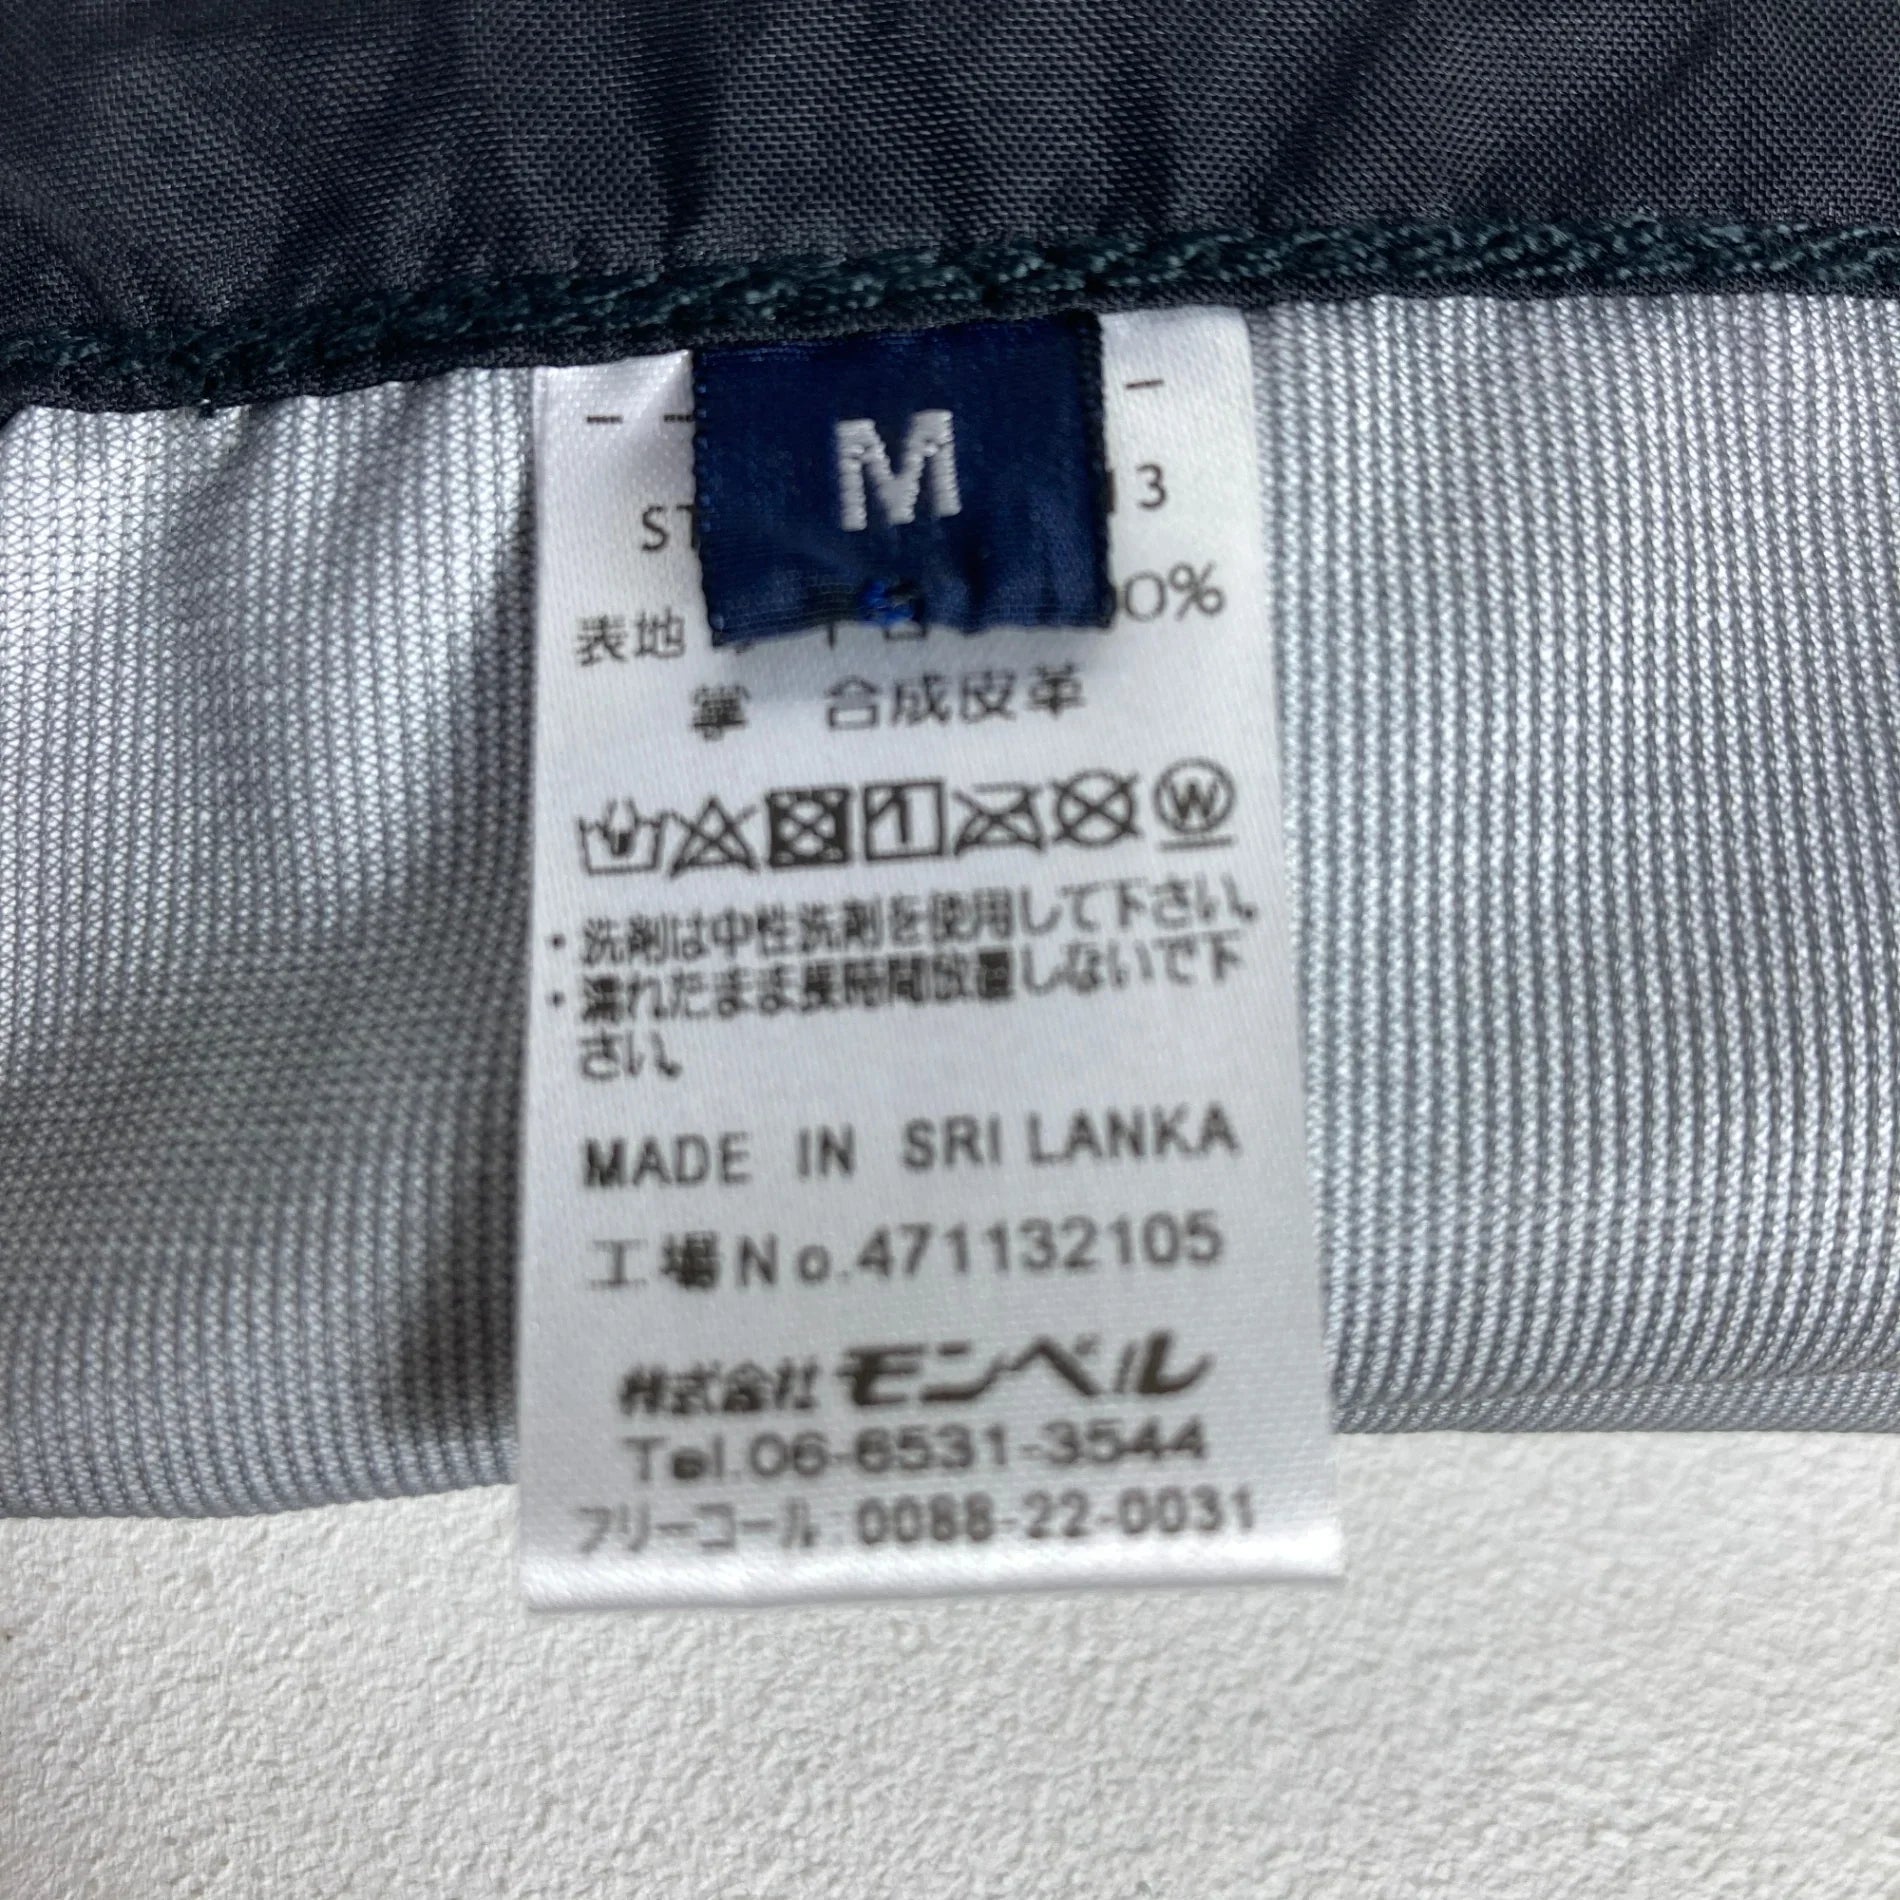 M
13
ST
表地 00%
掌 合成皮革
W
・洗剤は中性洗剤を使用して下さい。
・濡れたまま長時間放置しないで下
さい。
MADE IN SRI LANKA
工場No.471132105
株式会社モンベル
Tel.06-6531-3544
フリーコール:0088-22-0031